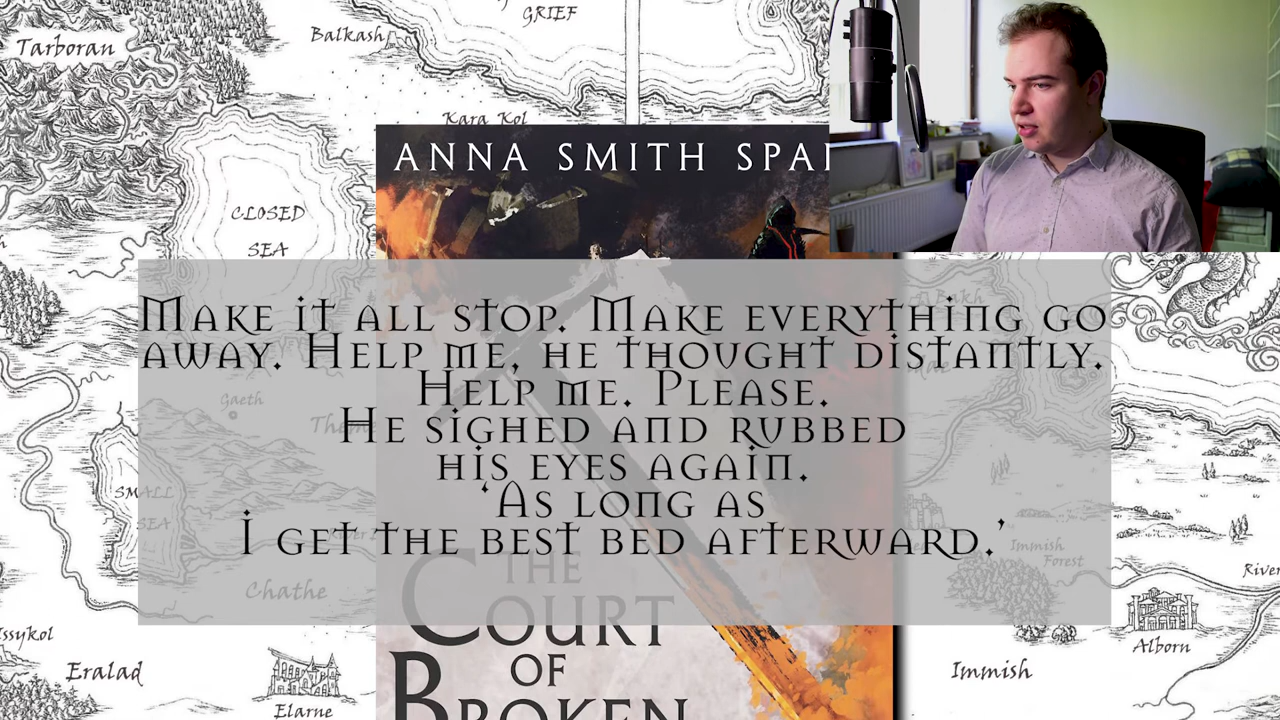 GRIEF
Tarboran
Balkash
Kara Kol
ANNA SMITH SPA
CLOSED
SEA
Make it all stop. Make everything go
away. Help me, he thought distantly.
Help me. Please.
He sighed and rubbed
his eyes again.
'As long as
I get the best bed afterward.'
Gaeth
SMALL
SEA
Immish
Forest
River
Chathe
THE
COURT
OF
BROKEN
Issykol
Eralad
Elarne
Alborn
Immish